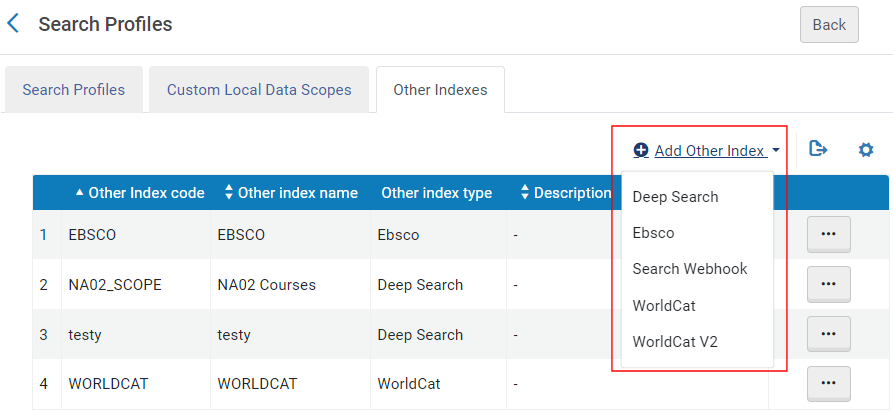 Search Profiles
Back
Search Profiles Custom Local Data Scopes Other Indexes
Add Other Index
Other Index code Other index name Other index type Description
Deep Search
Ebsco
Search Webhook
WorldCat
WorldCat V2
1 EBSCO EBSCO Ebsco -
2 NA02_SCOPE NA02 Courses Deep Search -
3 testy testy Deep Search -
4 WORLDCAT WORLDCAT WorldCat -